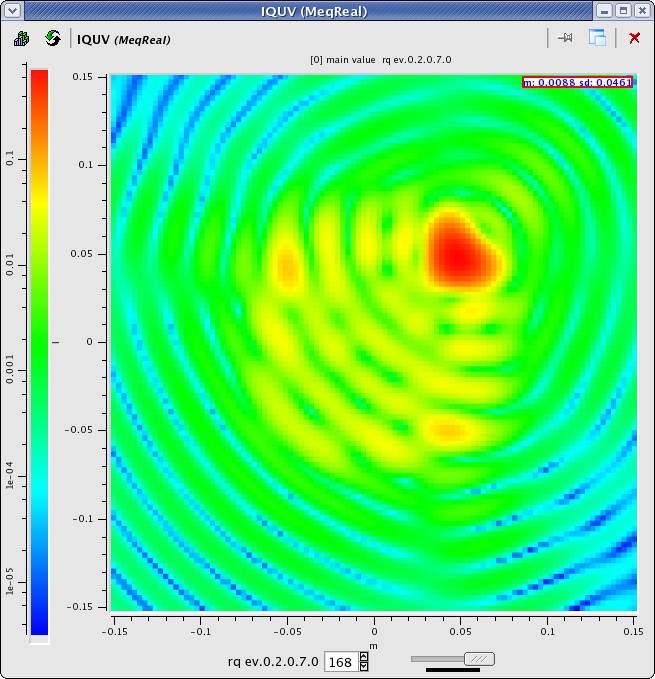 IQUV (MeqReal)
IQUV (MeqReal)
[0] main value rq ev.0.2.0.7.0
m: 0.0088 sd: 0.0461
0.15
0.1
0.05
0
-0.05
-0.1
-0.15
0.1
0.01
0.001
1e-04
1e-05
l
-0.15 -0.1 -0.05 0 0.05 0.1 0.15
m
rq ev.0.2.0.7.0 168